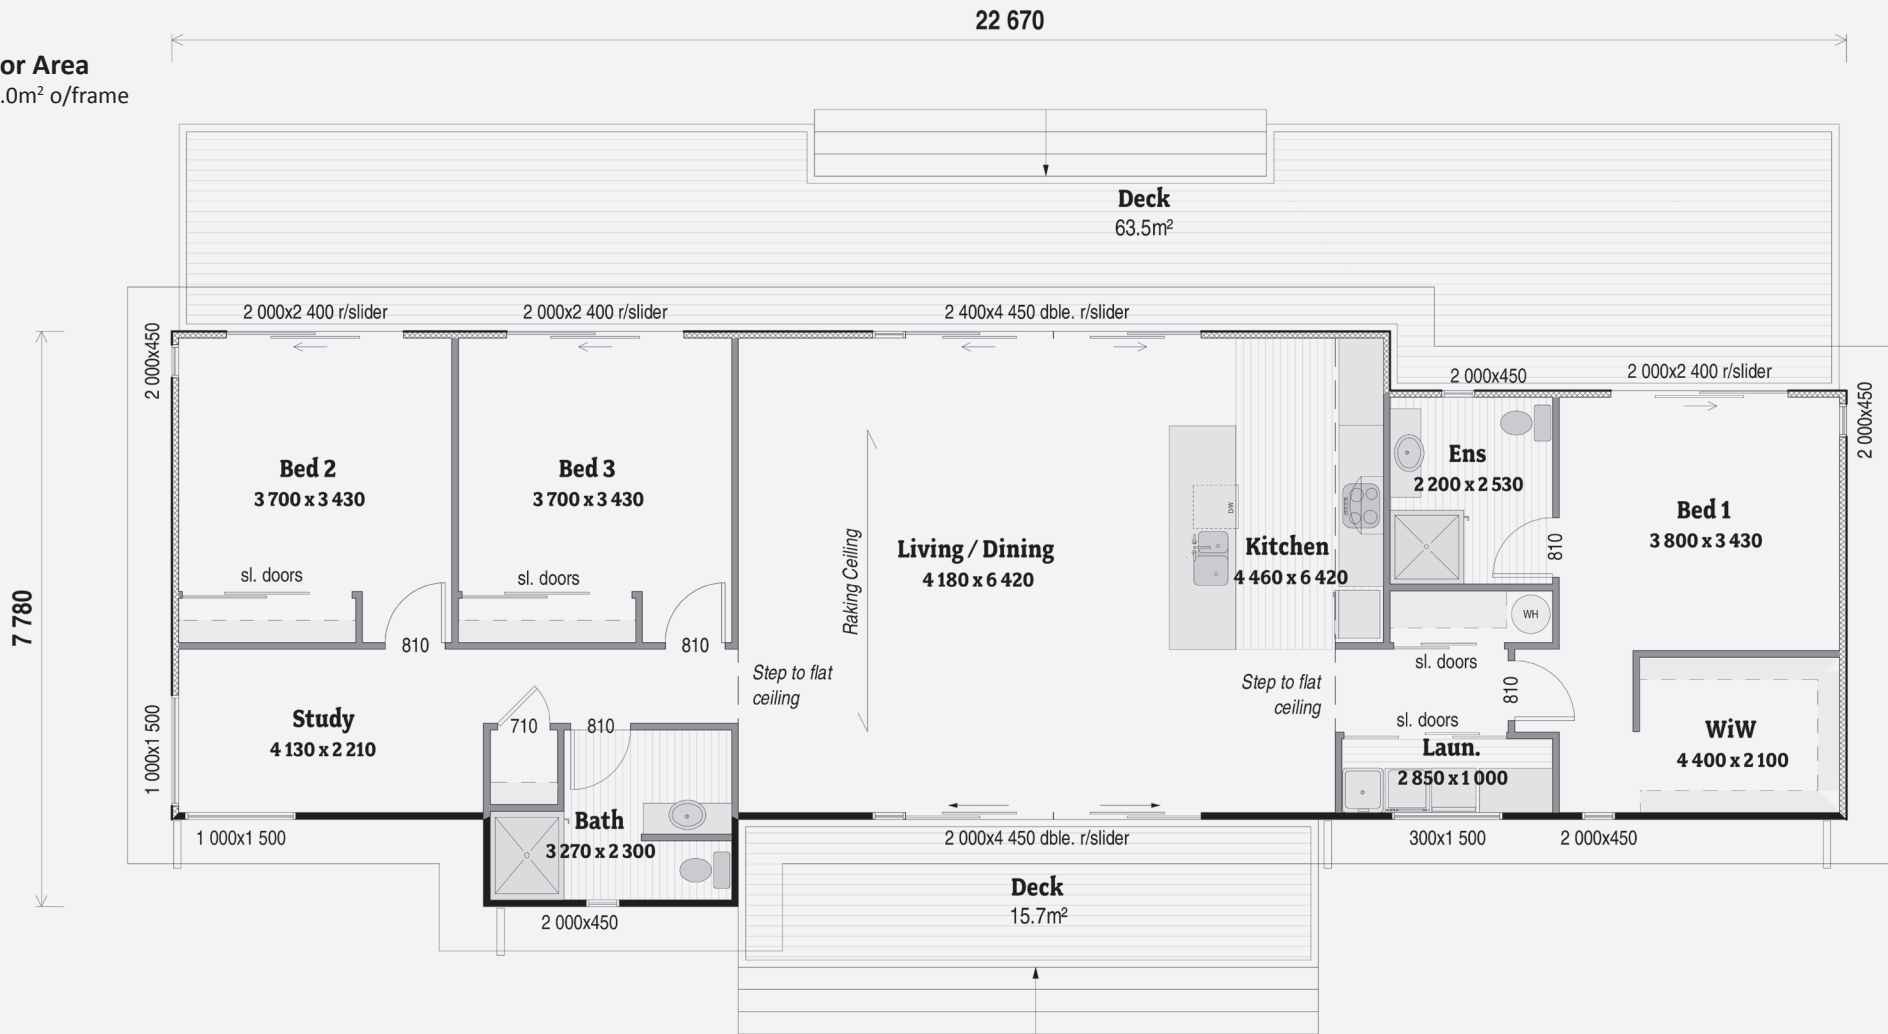 22 670
or Area
.0m² o/frame
Deck
63.5m²
2 000x2 400 r/slider
2 000x2 400 r/slider
2 400x4 450 dble. r/slider
2 000x450
2 000x450
2 000x2 400 r/slider
2 000x450
Bed 2
3 700 x 3 430
Bed 3
3 700 x 3 430
Ens
2 200 x 2 530
Bed 1
3 800 x 3 430
D/W
Living / Dining
4 180 x 6 420
Kitchen
4 460 x 6 420
Raking Ceiling
810
sl. doors
sl. doors
WH
7 780
810
810
sl. doors
810
Step to flat
ceiling
Step to flat
ceiling
Study
4 130 x 2 210
710
810
sl. doors
Laun.
2 850 x 1 000
WiW
4 400 x 2 100
1 000x1 500
Bath
3 270 x 2 300
1 000x1 500
2 000x4 450 dble. r/slider
300x1 500
2 000x450
Deck
15.7m²
2 000x450